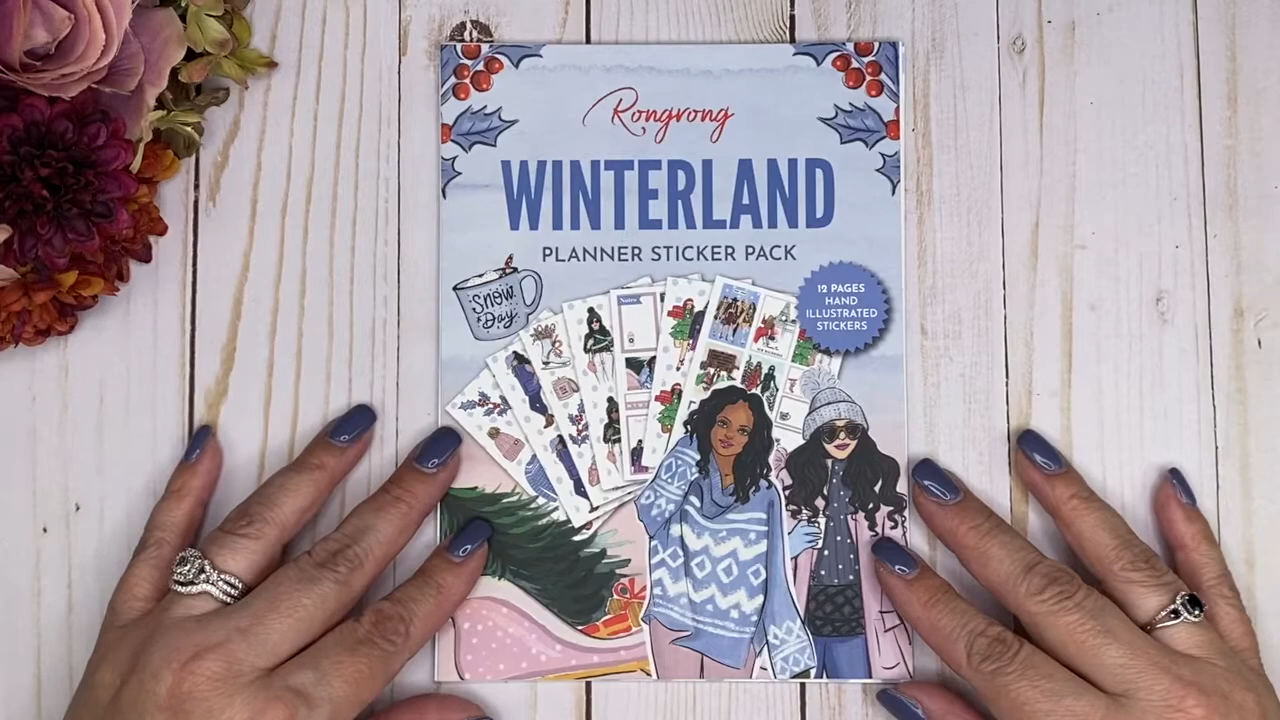 Rongrong
WINTERLAND
PLANNER STICKER PACK
Snow
Day
12 PAGES
HAND
ILLUSTRATED
STICKERS
Notes